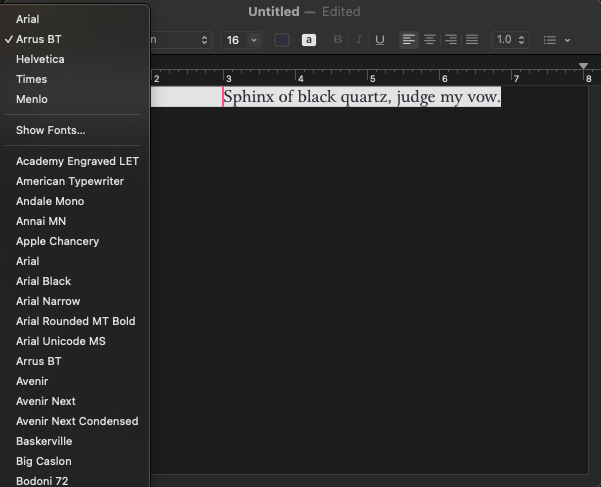 Untitled — Edited
Arial
✓ Arrus BT
Helvetica
Times
Menlo
Show Fonts...
Academy Engraved LET
American Typewriter
Andale Mono
Annai MN
Apple Chancery
Arial
Arial Black
Arial Narrow
Arial Rounded MT Bold
Arial Unicode MS
Arrus BT
Avenir
Avenir Next
Avenir Next Condensed
Baskerville
Big Caslon
Bodoni 72
n 16 a B I U 1.0
2 3 4 5 6 7 8
Sphinx of black quartz, judge my vow.